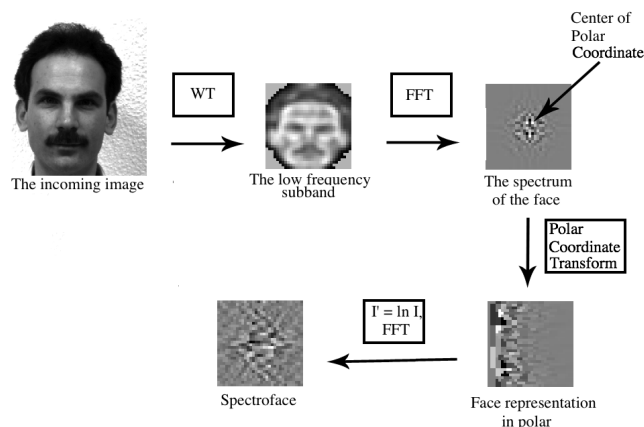 Center of
Polar
Coordinate
WT
FFT
The incoming image
The low frequency
subband
The spectrum
of the face
Polar
Coordinate
Transform
I' = ln I,
FFT
Spectroface
Face representation
in polar